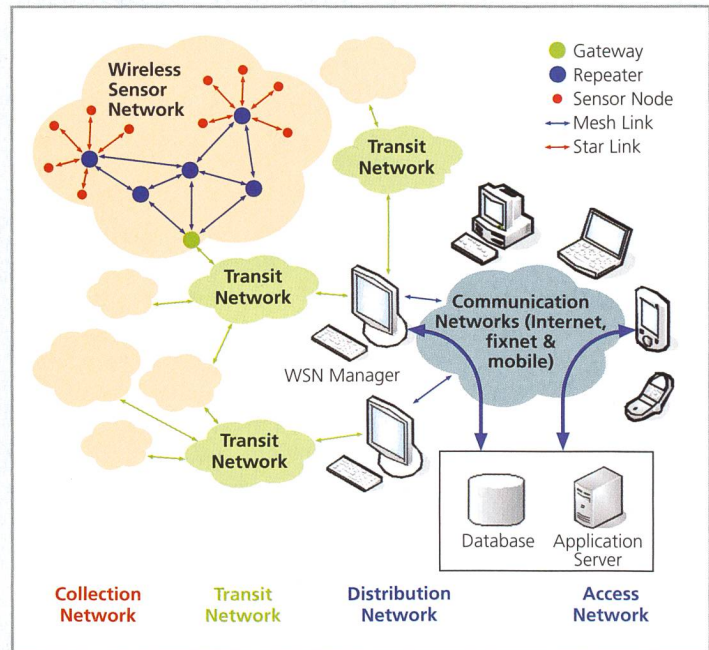 Wireless
Sensor
Network
Gateway
Repeater
Sensor Node
Mesh Link
Star Link
Transit
Network
Transit
Network
WSN Manager
Communication
Networks (Internet,
fixnet &
mobile)
Transit
Network
Database
Application
Server
Collection
Network
Transit
Network
Distribution
Network
Access
Network